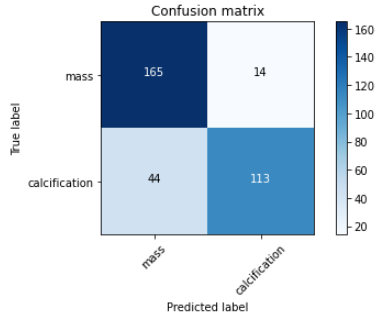 Confusion matrix
True label
mass
165
14
calcification
44
113
mass
calcification
Predicted label
160
140
120
100
80
60
40
20